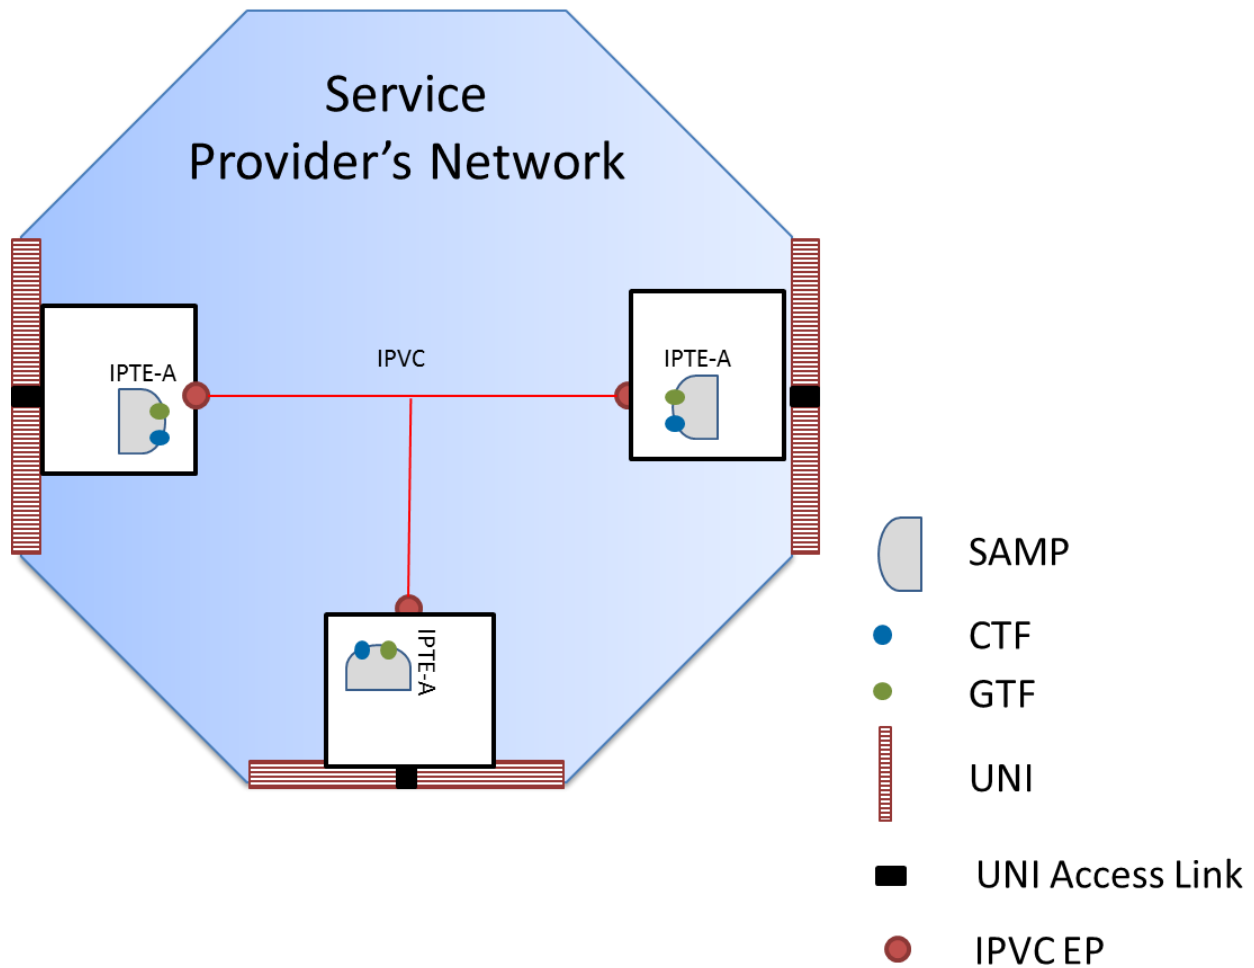 Service
Provider's Network
IPTE-A
IPVC
IPTE-A
IPTE-A
SAMP
CTF
GTF
UNI
UNI Access Link
IPVC EP